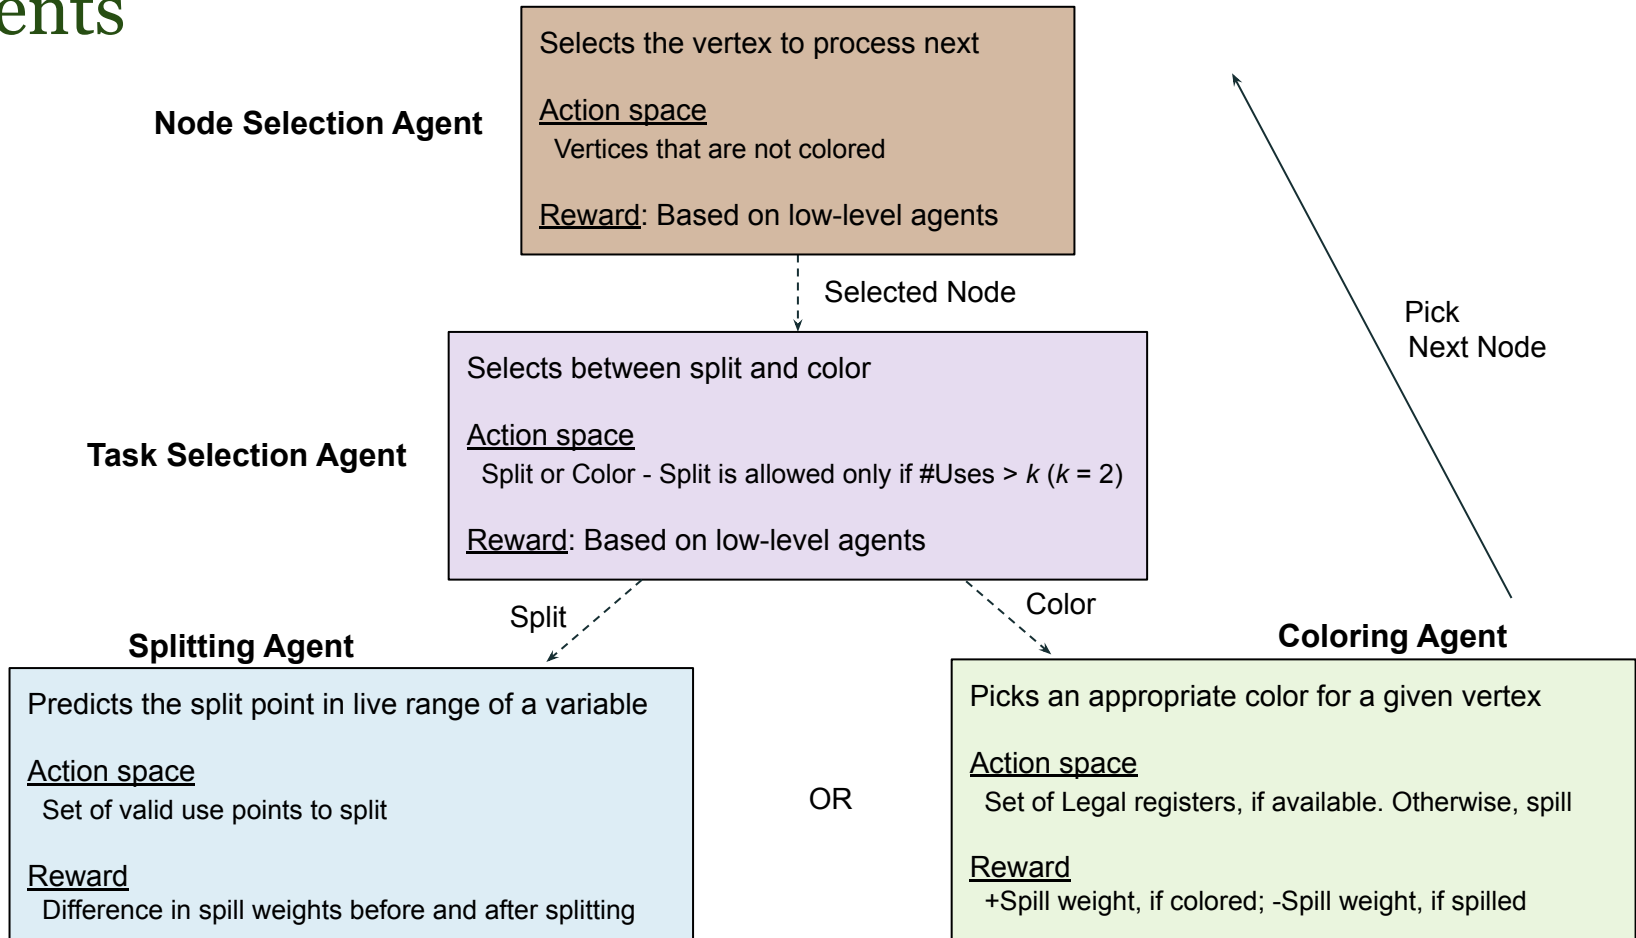 Selects the vertex to process next
Node Selection Agent
Action space
Vertices that are not colored
Reward: Based on low-level agents
Selected Node
Pick
Next Node
Selects between split and color
Task Selection Agent
Action space
Split or Color - Split is allowed only if #Uses > k (k = 2)
Reward: Based on low-level agents
Split
Color
Splitting Agent
Predicts the split point in live range of a variable
Action space
Set of valid use points to split
Reward
Difference in spill weights before and after splitting
OR
Coloring Agent
Picks an appropriate color for a given vertex
Action space
Set of Legal registers, if available. Otherwise, spill
Reward
+Spill weight, if colored; -Spill weight, if spilled